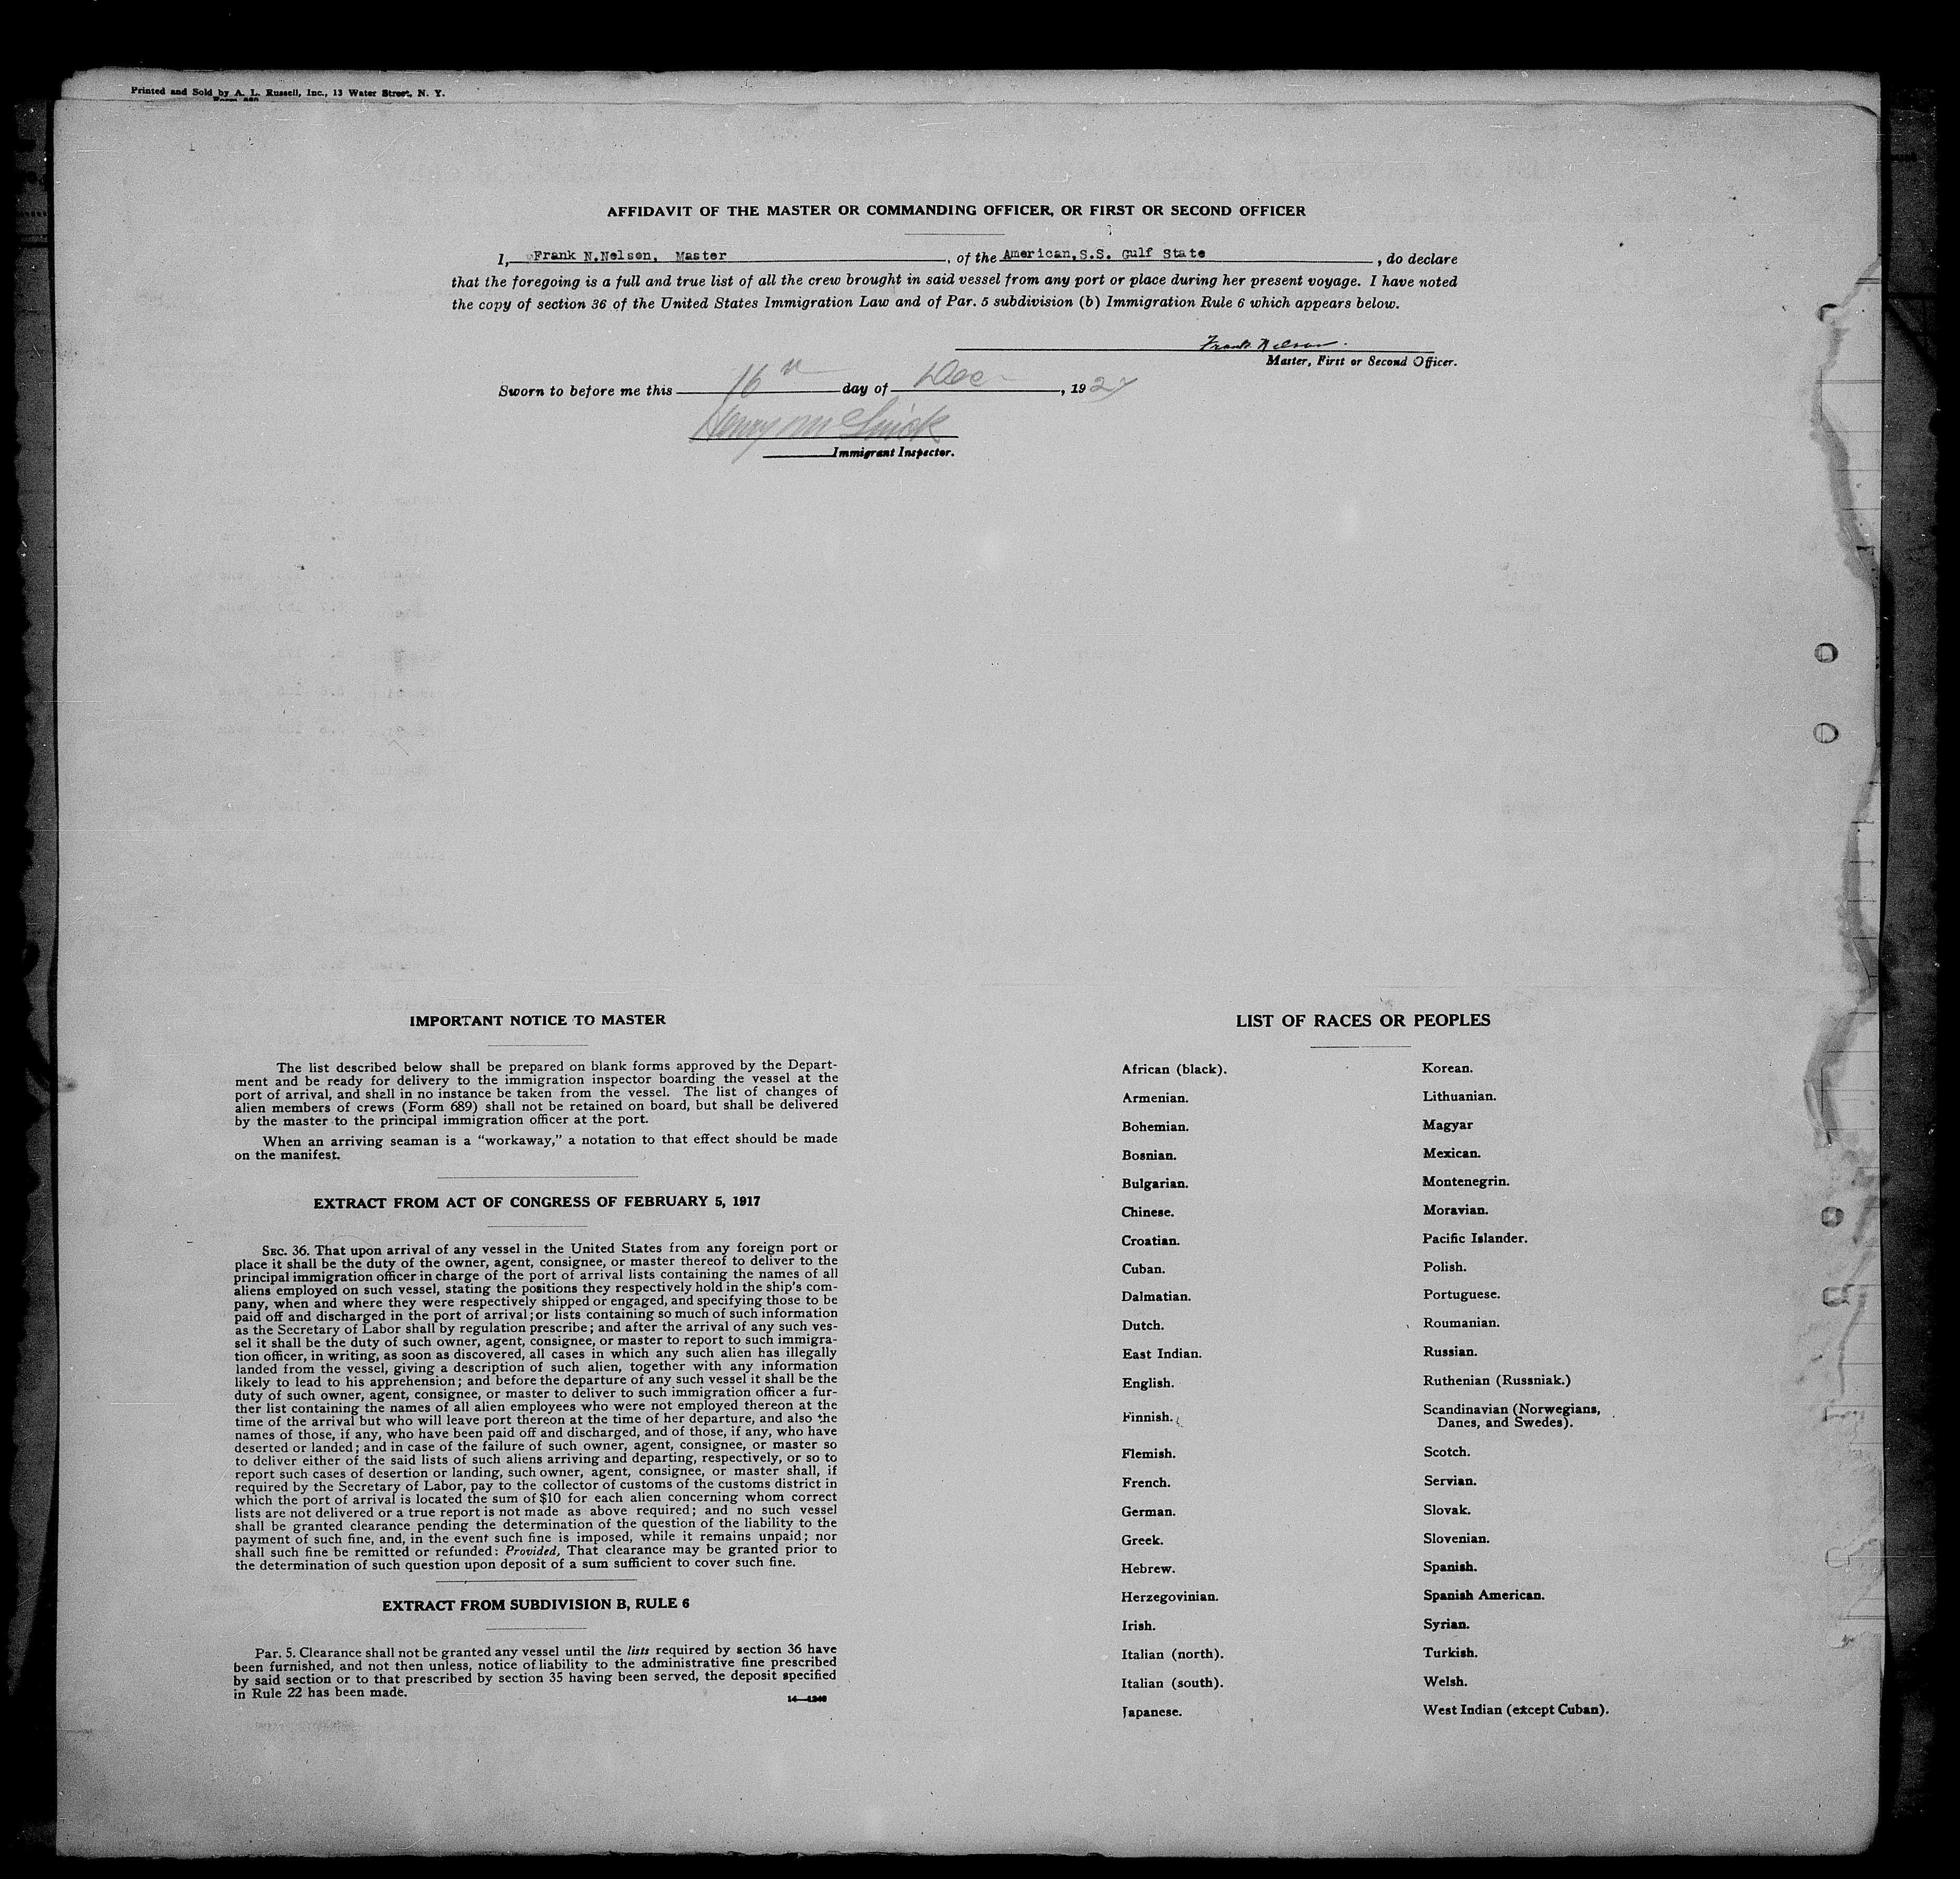 Printed and Sold by A. L. Russell, Inc., 13 Water Street, N. Y.
AFFIDAVIT OF THE MASTER OR COMMANDING OFFICER, OR FIRST OR SECOND OFFICER
I, Frank N.Nelson, Master, of the American,S.S. Gulf State, do declare
that the foregoing is a full and true list of all the crew brought in said vessel from any port or place during her present voyage. I have noted
the copy of section 36 of the United States Immigration Law and of Par. 5 subdivision (b) Immigration Rule 6 which appears below.
Frank Nelson.
Master, First or Second Officer.
Sworn to before me this 16th day of Dec, 192
Henry
Immigrant Inspector.
IMPORTANT NOTICE TO MASTER
The list described below shall be prepared on blank forms approved by the Depart-
ment and be ready for delivery to the immigration inspector boarding the vessel at the
port of arrival, and shall in no instance be taken from the vessel. The list of changes of
alien members of crews (Form 689) shall not be retained on board, but shall be delivered
by the master to the principal immigration officer at the port.
When an arriving seaman is a “workaway,” a notation to that effect should be made
on the manifest.
EXTRACT FROM ACT OF CONGRESS OF FEBRUARY 5, 1917
SEC. 36. That upon arrival of any vessel in the United States from any foreign port or
place it shall be the duty of the owner, agent, consignee, or master thereof to deliver to the
principal immigration officer in charge of the port of arrival lists containing the names of all
aliens employed on such vessel, stating the positions they respectively hold in the ship's com-
pany, when and where they were respectively shipped or engaged, and specifying those to be
paid off and discharged in the port of arrival; or lists containing so much of such information
as the Secretary of Labor shall by regulation prescribe; and after the arrival of any such ves-
sel it shall be the duty of such owner, agent, consignee, or master to report to such immigra-
tion officer, in writing, as soon as discovered, all cases in which any such alien has illegally
landed from the vessel, giving a description of such alien, together with any information
likely to lead to his apprehension; and before the departure of any such vessel it shall be the
duty of such owner, agent, consignee, or master to deliver to such immigration officer a fur-
ther list containing the names of all alien employees who were not employed thereon at the
time of the arrival but who will leave port thereon at the time of her departure, and also the
names of those, if any, who have been paid off and discharged, and of those, if any, who have
deserted or landed; and in case of the failure of such owner, agent, consignee, or master so
to deliver either of the said lists of such aliens arriving and departing, respectively, or so to
report such cases of desertion or landing, such owner, agent, consignee, or master shall, if
required by the Secretary of Labor, pay to the collector of customs of the customs district in
which the port of arrival is located the sum of $10 for each alien concerning whom correct
lists are not delivered or a true report is not made as above required; and no such vessel
shall be granted clearance pending the determination of the question of the liability to the
payment of such fine, and, in the event such fine is imposed, while it remains unpaid; nor
shall such fine be remitted or refunded: Provided, That clearance may be granted prior to
the determination of such question upon deposit of a sum sufficient to cover such fine.
EXTRACT FROM SUBDIVISION B, RULE 6
Par. 5. Clearance shall not be granted any vessel until the lists required by section 36 have
been furnished, and not then unless, notice of liability to the administrative fine prescribed
by said section or to that prescribed by section 35 having been served, the deposit specified
in Rule 22 has been made.
14—1240
LIST OF RACES OR PEOPLES
African (black).
Armenian.
Bohemian.
Bosnian.
Bulgarian.
Chinese.
Croatian.
Cuban.
Dalmatian.
Dutch.
East Indian.
English.
Finnish.
Flemish.
French.
German.
Greek.
Hebrew.
Herzegovinian.
Irish.
Italian (north).
Italian (south).
Japanese.
Korean.
Lithuanian.
Magyar
Mexican.
Montenegrin.
Moravian.
Pacific Islander.
Polish.
Portuguese.
Roumanian.
Russian.
Ruthenian (Russniak.)
Scandinavian (Norwegians,
Danes, and Swedes).
Scotch.
Servian.
Slovak.
Slovenian.
Spanish.
Spanish American.
Syrian.
Turkish.
Welsh.
West Indian (except Cuban).